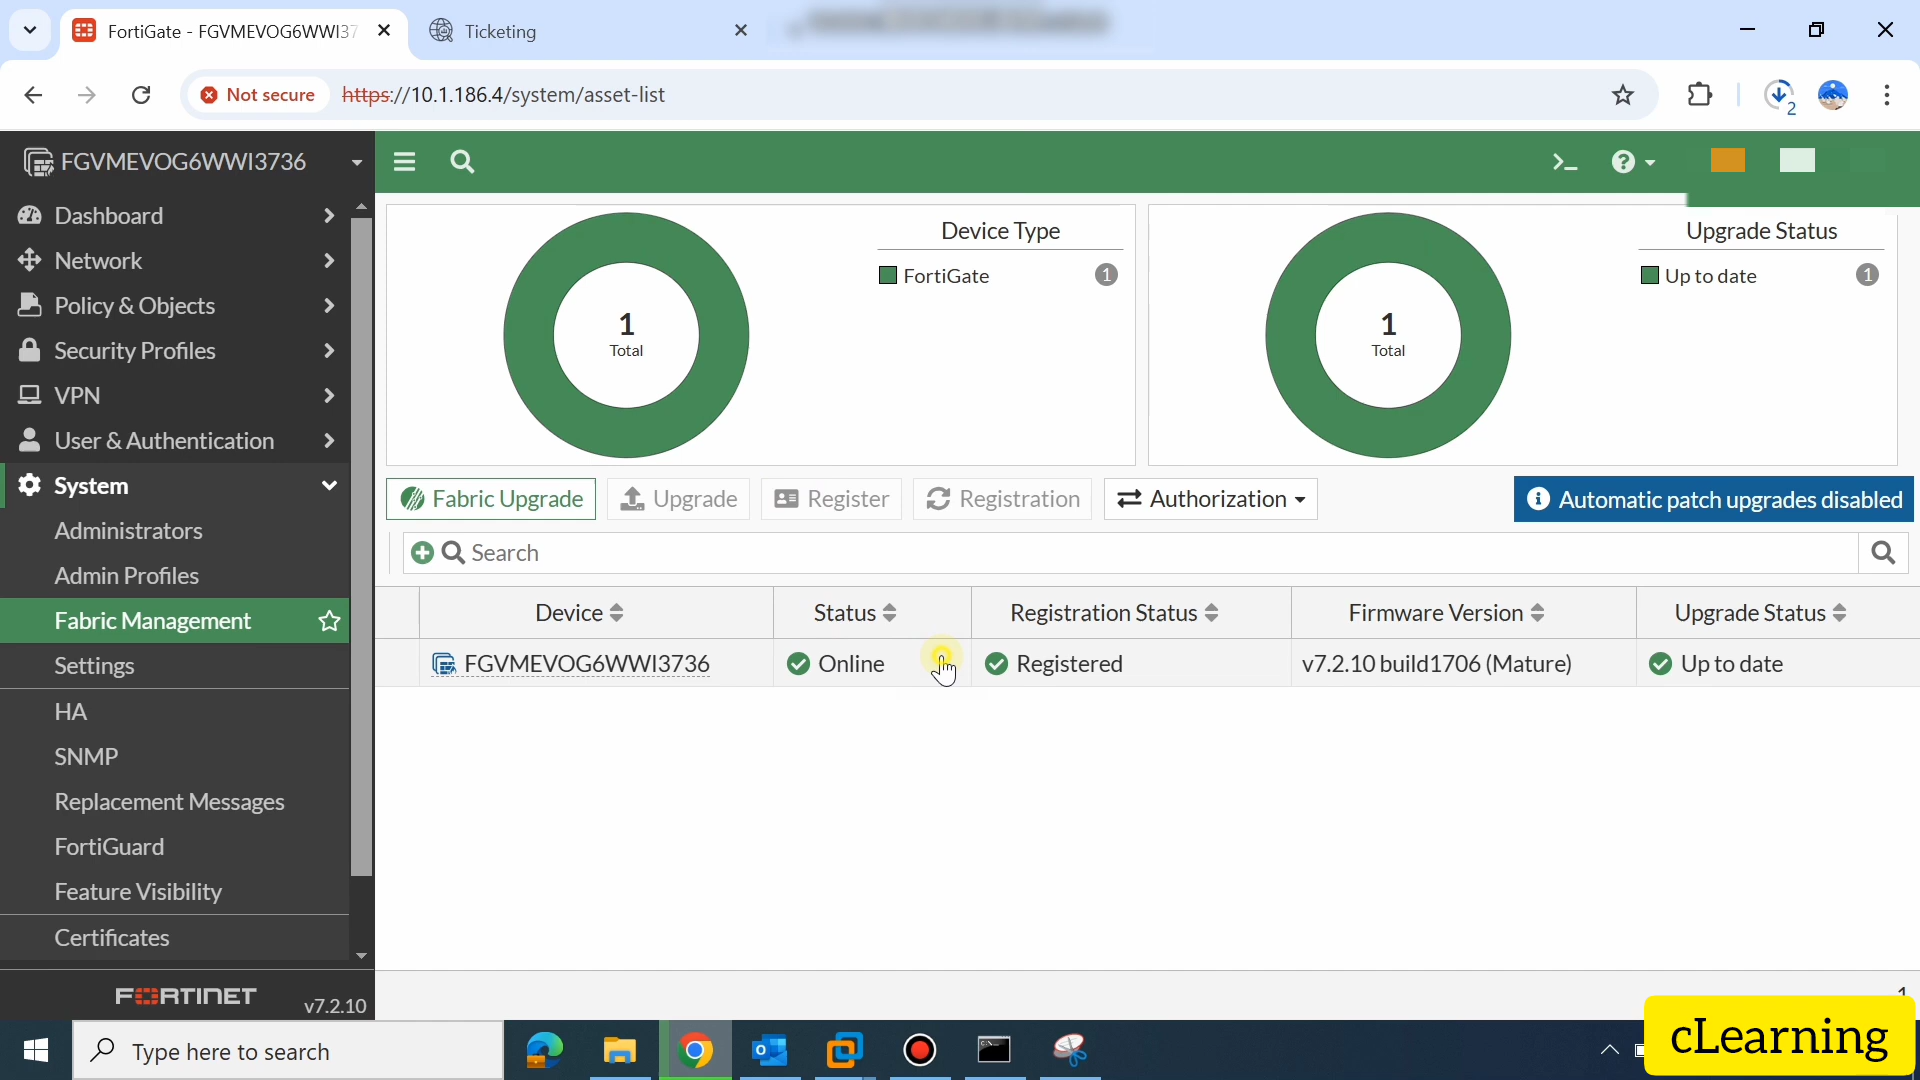 FortiGate - FGVMEVOG6WWI37
Ticketing
Not secure
https://10.1.186.4/system/asset-list
2
FGVMEVOG6WWI3736
Dashboard
Network
Policy & Objects
Security Profiles
VPN
User & Authentication
System
Administrators
Admin Profiles
Fabric Management
Settings
HA
SNMP
Replacement Messages
FortiGuard
Feature Visibility
Certificates
FORTINET
v7.2.10
1
Total
Device Type
FortiGate 1
1
Total
Upgrade Status
Up to date 1
Fabric Upgrade Upgrade Register Registration Authorization
Automatic patch upgrades disabled
Search
Device Status Registration Status Firmware Version Upgrade Status
FGVMEVOG6WWI3736 Online Registered v7.2.10 build1706 (Mature) Up to date
Type here to search
cLearning